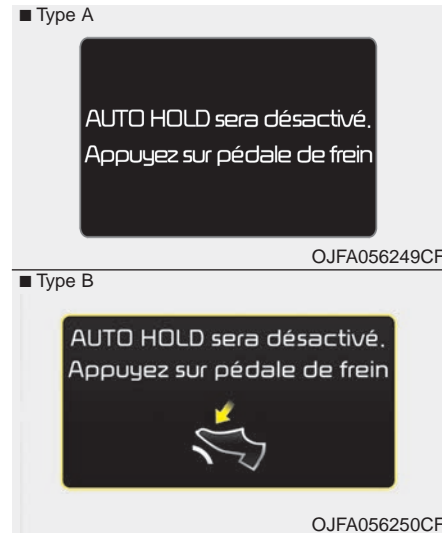 ■ Type A
AUTO HOLD sera désactivé.
Appuyez sur pédale de frein
OJFA056249CF
■ Type B
AUTO HOLD sera désactivé.
Appuyez sur pédale de frein
OJFA056250CF